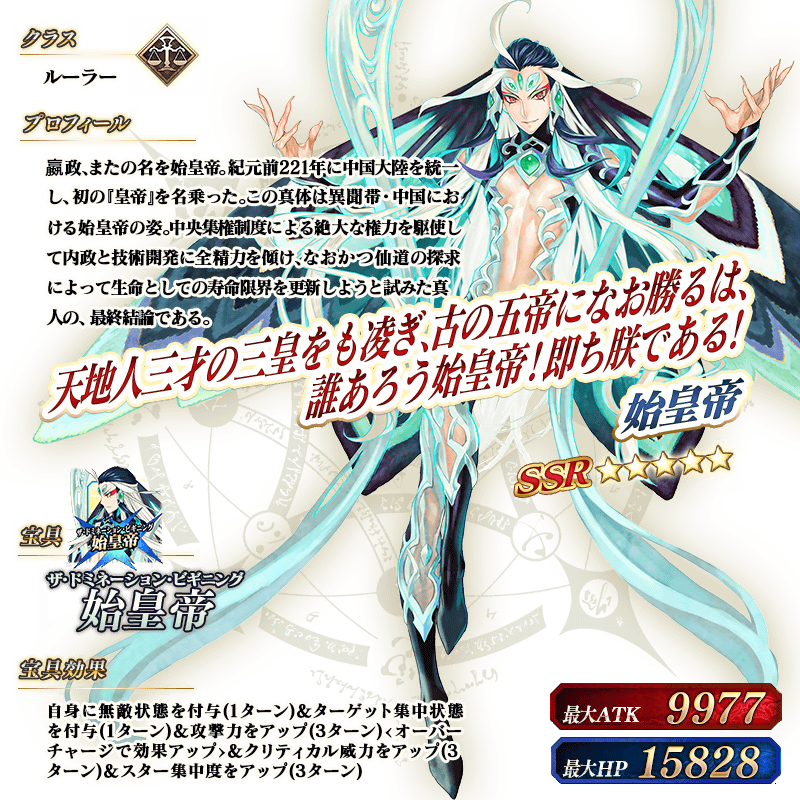 クラス
ルーラー
プロフィール
嬴政、またの名を始皇帝。紀元前221年に中国大陸を統一
し、初の『皇帝』を名乗った。この真体は異聞帯・中国にお
ける始皇帝の姿。中央集権制度による絶大な権力を駆使し
て内政と技術開発に全精力を傾け、なおかつ仙道の探求
によって生命としての寿命限界を更新しようと試みた真
人の、最終結論である。
天地人三才の三皇をも凌ぎ、古の五帝になお勝るは、
誰あろう始皇帝！即ち朕である！
始皇帝
SSR ☆☆☆☆☆
宝具
ザ・ドミネーション・ビギニング
始皇帝
ザ・ドミネーション・ビギニング
始皇帝
宝具効果
自身に無敵状態を付与(1ターン)&ターゲット集中状態
を付与(1ターン)&攻撃力をアップ(3ターン)<オーバー
チャージで効果アップ>&クリティカル威力をアップ(3
ターン)&スター集中度をアップ(3ターン)
最大ATK 9977
最大HP 15828